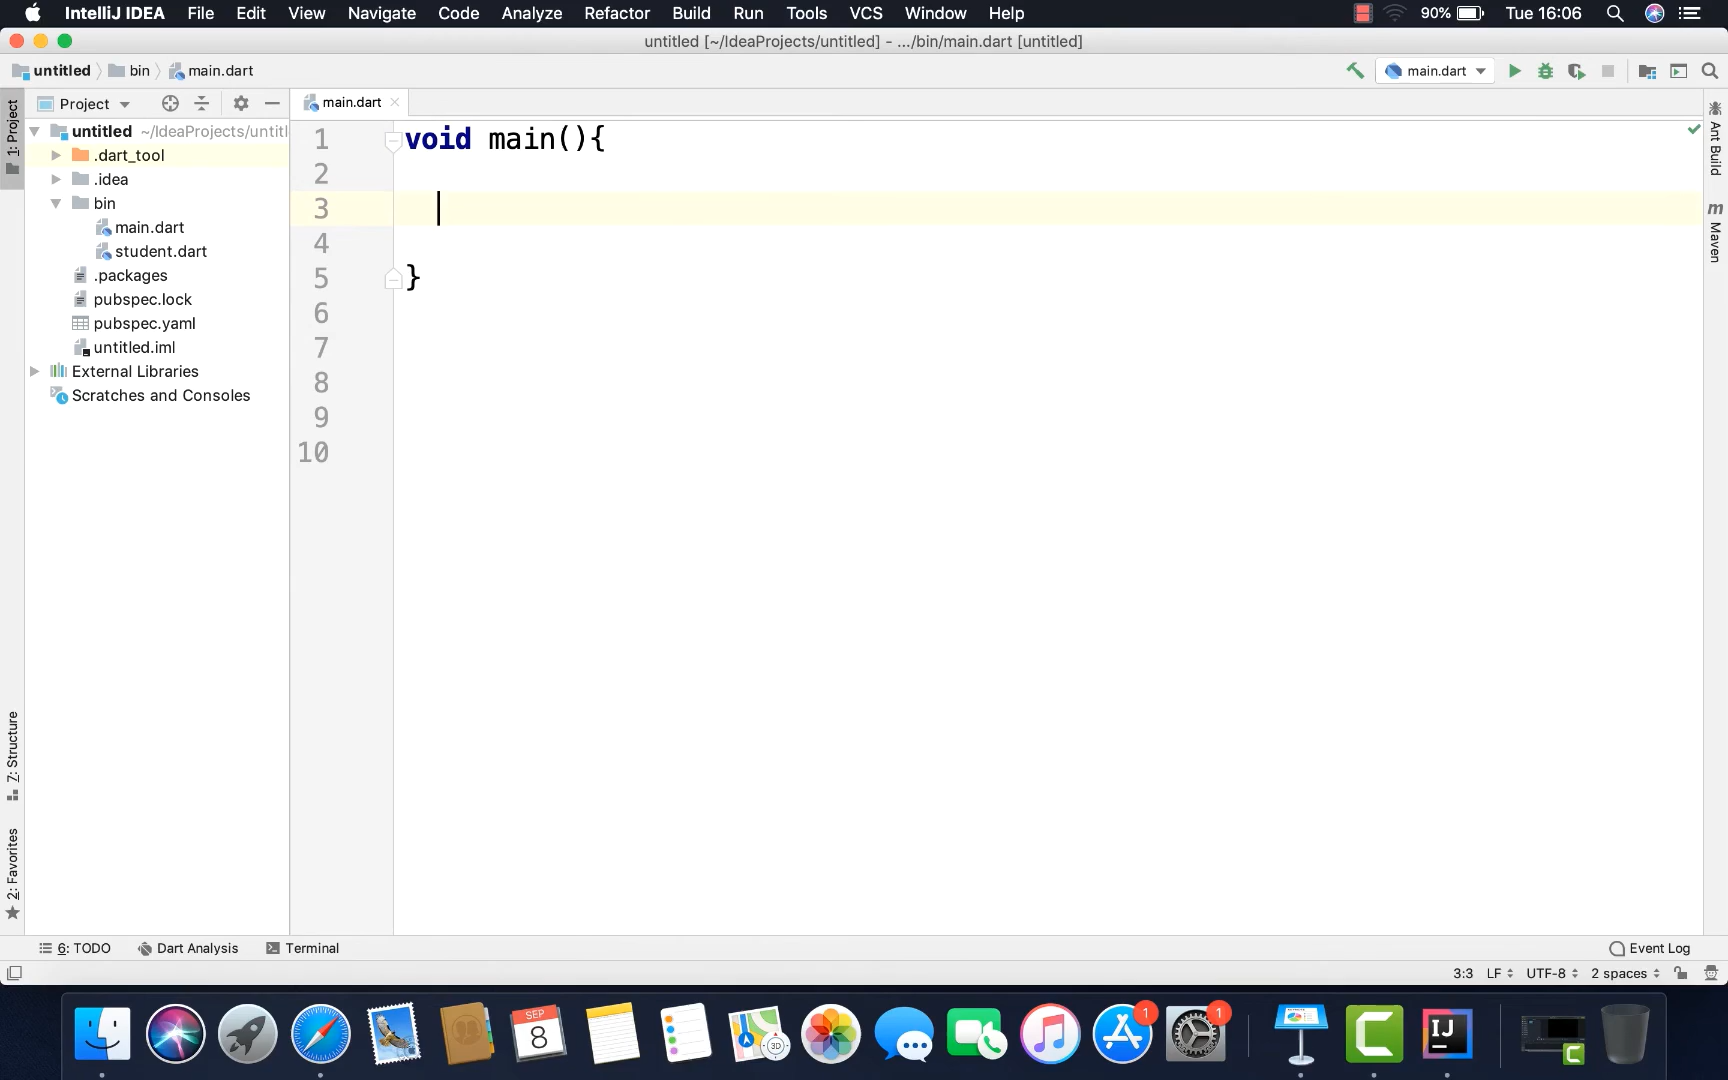 IntelliJ IDEA File Edit View Navigate Code Analyze Refactor Build Run Tools VCS Window Help 90% Tue 16:06
untitled [~/IdeaProjects/untitled] - .../bin/main.dart [untitled]
untitled bin main.dart main.dart
1: Project
Project main.dart
untitled ~/IdeaProjects/untitl
.dart_tool
.idea
bin
main.dart
student.dart
.packages
pubspec.lock
pubspec.yaml
untitled.iml
External Libraries
Scratches and Consoles
1 void main(){
2
3
4
5 }
6
7
8
9
10
Ant Build
m Maven
7: Structure
2: Favorites
6: TODO Dart Analysis Terminal Event Log
3:3 LF UTF-8 2 spaces
SEP
8
3D
1
1
IJ